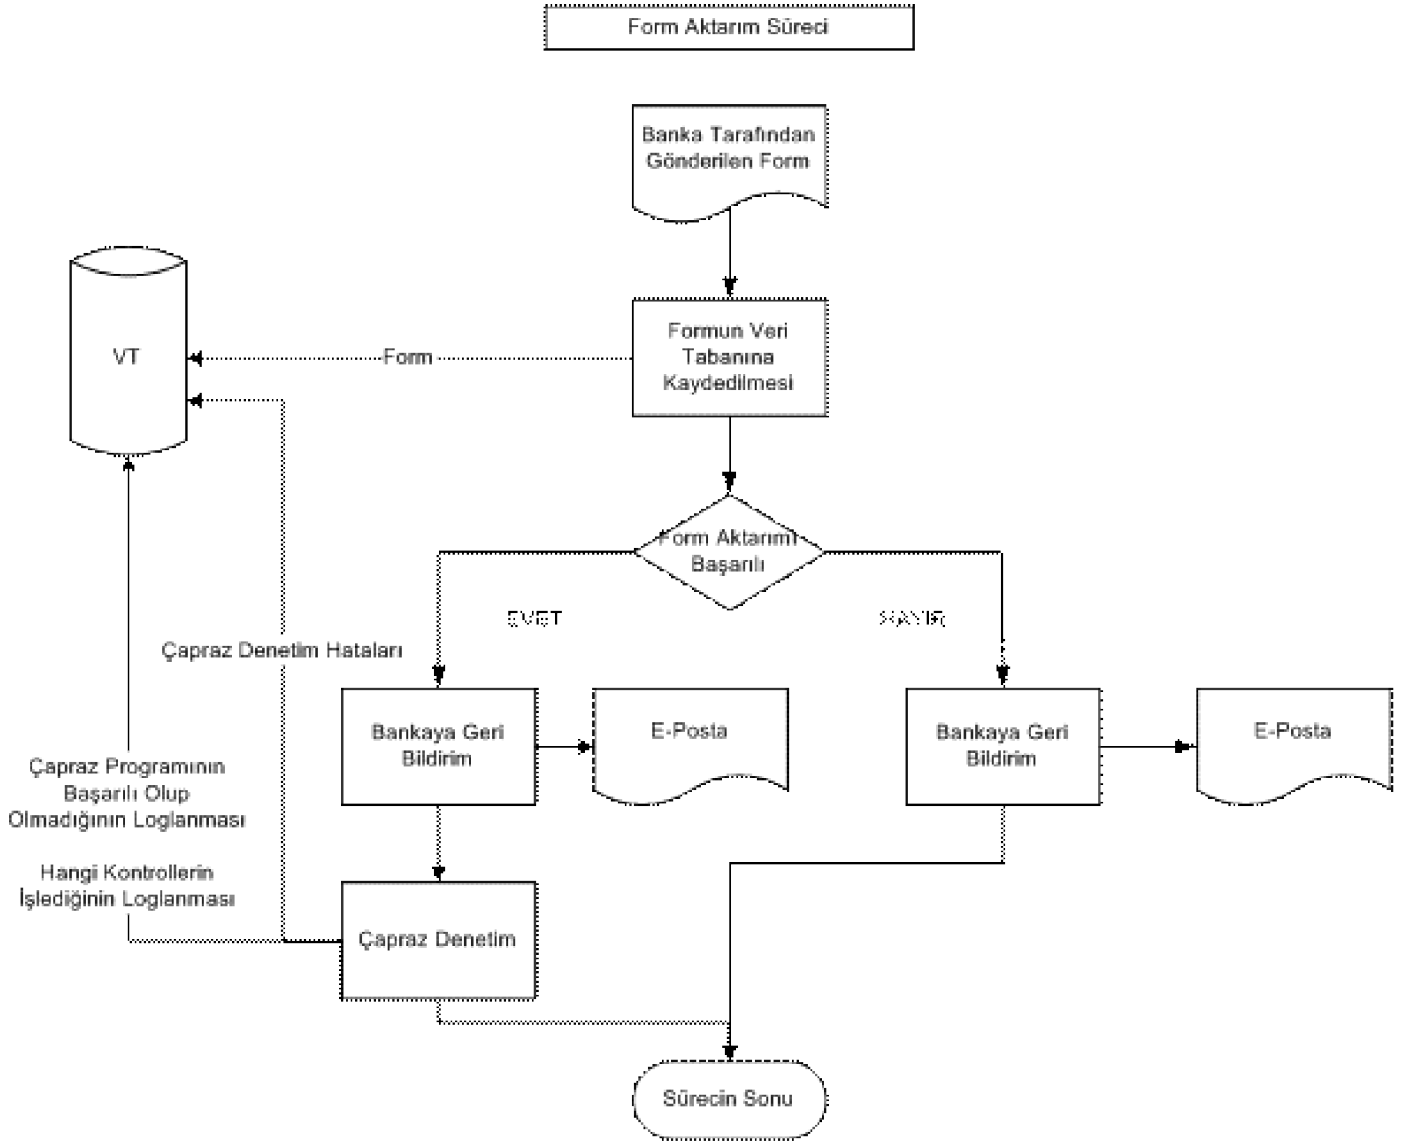 Form Aktarım Süreci
Banka Tarafından
Gönderilen Form
Formun Veri
Tabanına
Kaydedilmesi
VT
Form
Form Aktarımı
Başarılı
EVET
HAYIR
Çapraz Denetim Hataları
Bankaya Geri
Bildirim
E-Posta
Bankaya Geri
Bildirim
E-Posta
Çapraz Programının
Başarılı Olup
Olmadığının Loglanması
Hangi Kontrollerin
İşlediğinin Loglanması
Çapraz Denetim
Sürecin Sonu